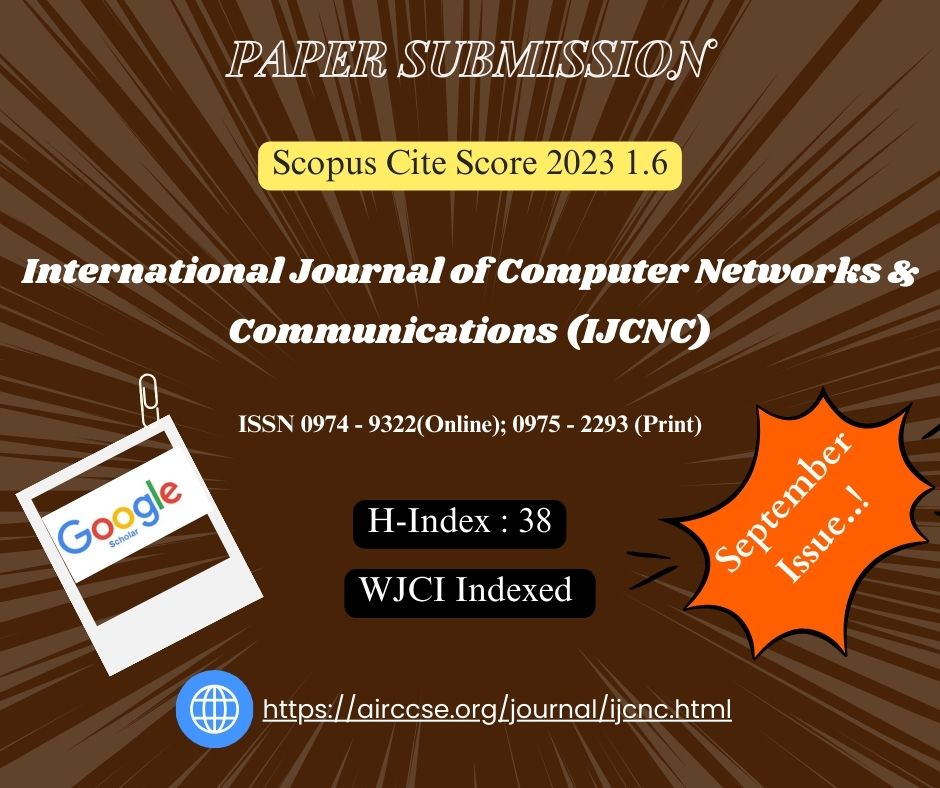 PAPER SUBMISSION
Scopus Cite Score 2023 1.6
International Journal of Computer Networks &
Communications (IJCNC)
ISSN 0974 - 9322(Online); 0975 - 2293 (Print)
Google
Scholar
September
Issue..!
H-Index : 38
WJCI Indexed
https://airccse.org/journal/ijcnc.html